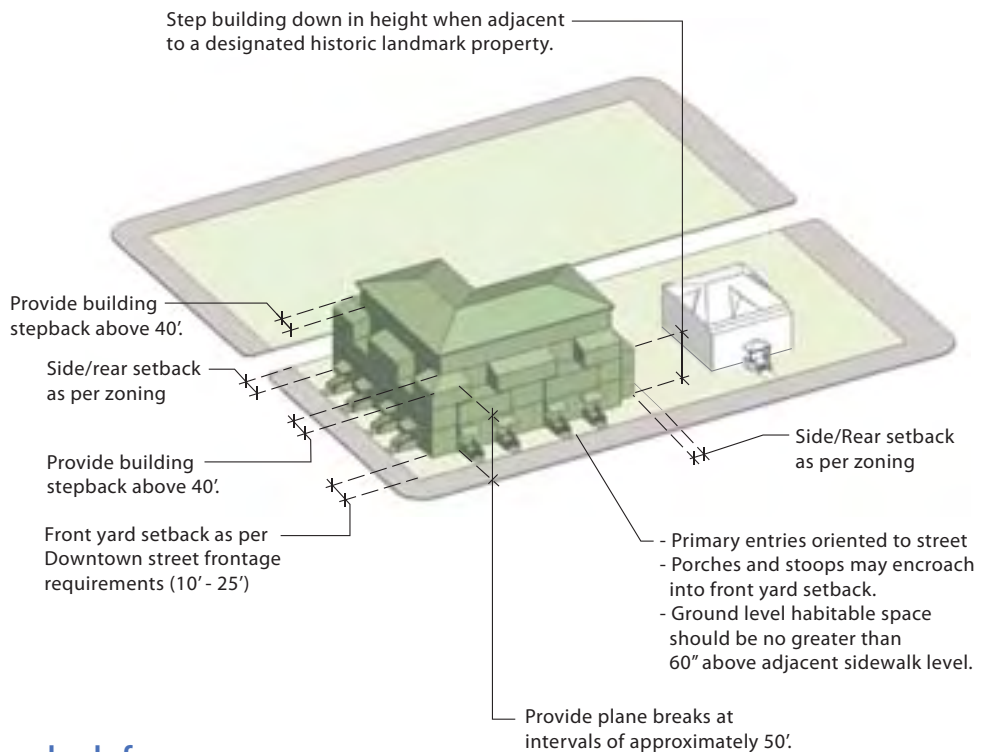 Step building down in height when adjacent
to a designated historic landmark property.
Provide building
stepback above 40'.
Side/rear setback
as per zoning
Provide building
stepback above 40'.
Front yard setback as per
Downtown street frontage
requirements (10' - 25')
Side/Rear setback
as per zoning
- Primary entries oriented to street
- Porches and stoops may encroach
into front yard setback.
- Ground level habitable space
should be no greater than
60" above adjacent sidewalk level.
Provide plane breaks at
intervals of approximately 50'.